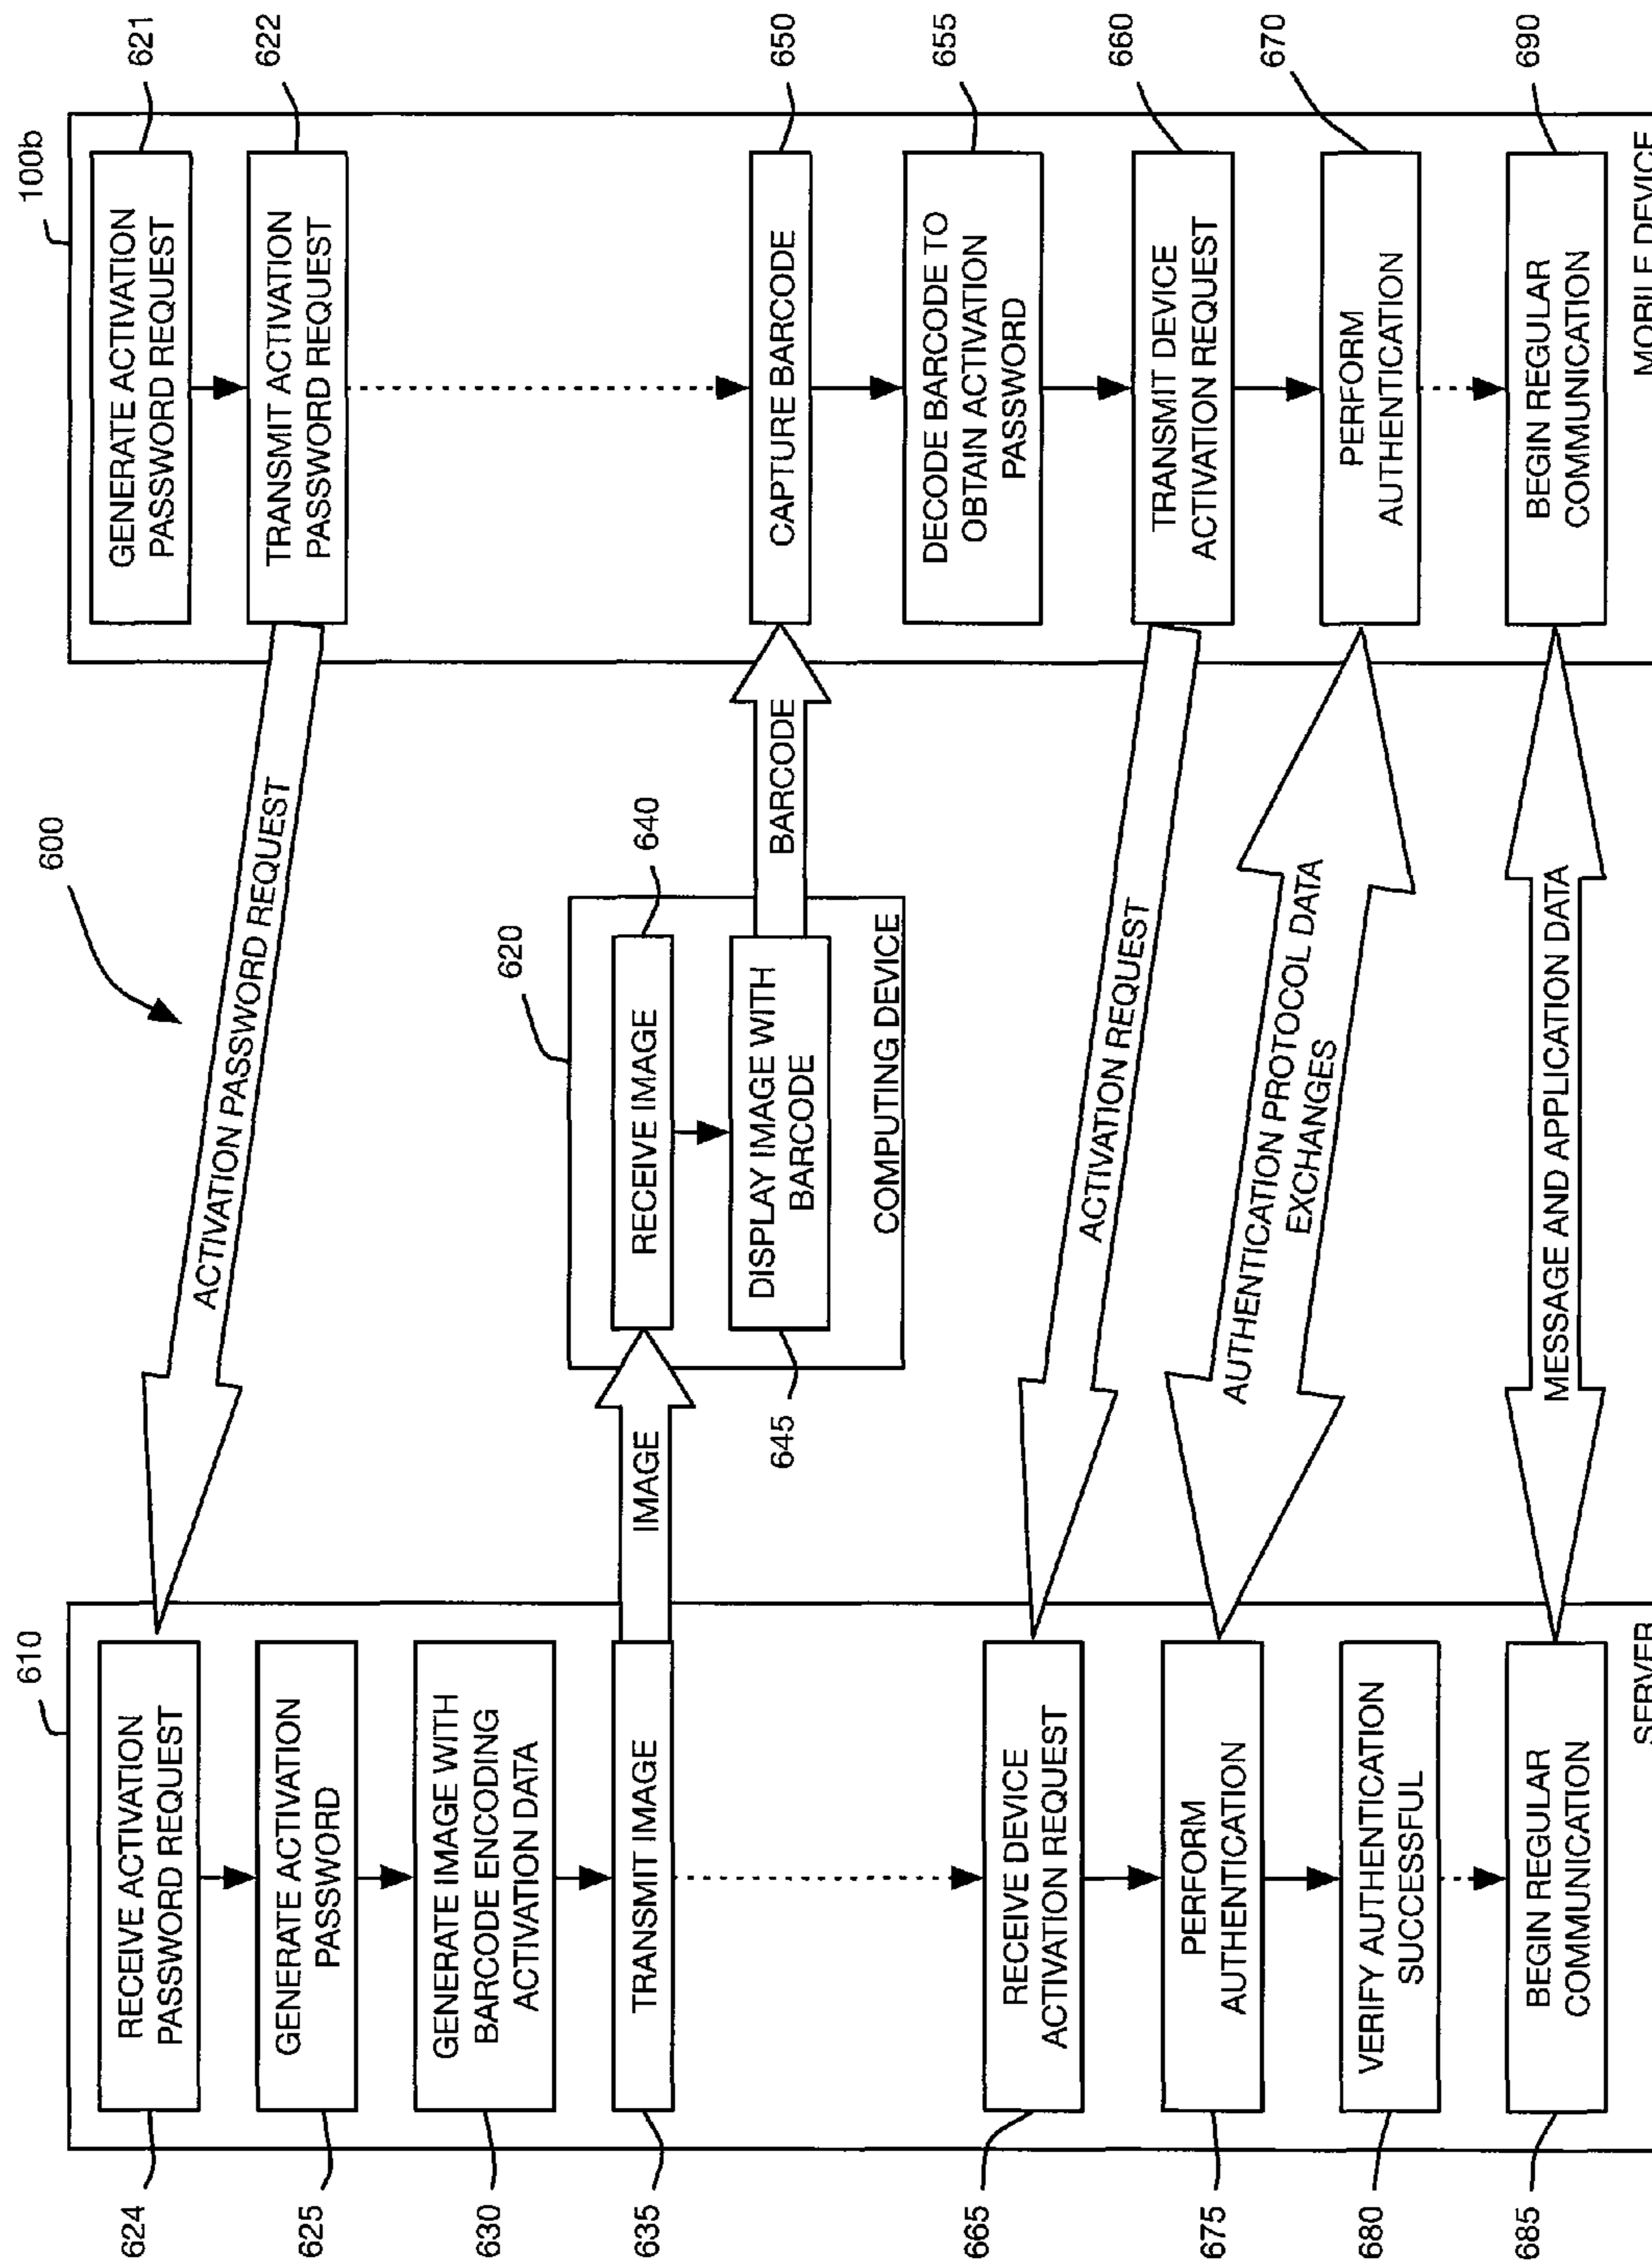 600
610
SERVER
624
RECEIVE ACTIVATION
PASSWORD REQUEST
625
GENERATE ACTIVATION
PASSWORD
630
GENERATE IMAGE WITH
BARCODE ENCODING
ACTIVATION DATA
635
TRANSMIT IMAGE
665
RECEIVE DEVICE
ACTIVATION REQUEST
675
PERFORM
AUTHENTICATION
680
VERIFY AUTHENTICATION
SUCCESSFUL
685
BEGIN REGULAR
COMMUNICATION
ACTIVATION PASSWORD REQUEST
IMAGE
620
640
RECEIVE IMAGE
645
DISPLAY IMAGE WITH
BARCODE
COMPUTING DEVICE
BARCODE
ACTIVATION REQUEST
AUTHENTICATION PROTOCOL DATA
EXCHANGES
MESSAGE AND APPLICATION DATA
100b
621
GENERATE ACTIVATION
PASSWORD REQUEST
622
TRANSMIT ACTIVATION
PASSWORD REQUEST
650
CAPTURE BARCODE
655
DECODE BARCODE TO
OBTAIN ACTIVATION
PASSWORD
660
TRANSMIT DEVICE
ACTIVATION REQUEST
670
PERFORM
AUTHENTICATION
690
BEGIN REGULAR
COMMUNICATION
MOBILE DEVICE